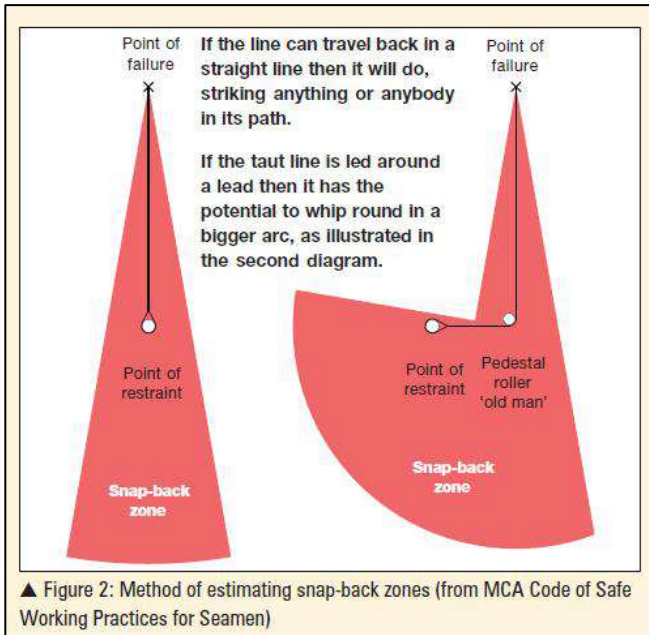 Point of
failure
If the line can travel back in a
straight line then it will do,
striking anything or anybody
in its path.
If the taut line is led around
a lead then it has the
potential to whip round in a
bigger arc, as illustrated in
the second diagram.
Point of
failure
Point of
restraint
Snap-back
zone
Point of
restraint
Pedestal
roller
'old man'
Snap-back
zone
▲ Figure 2: Method of estimating snap-back zones (from MCA Code of Safe
Working Practices for Seamen)